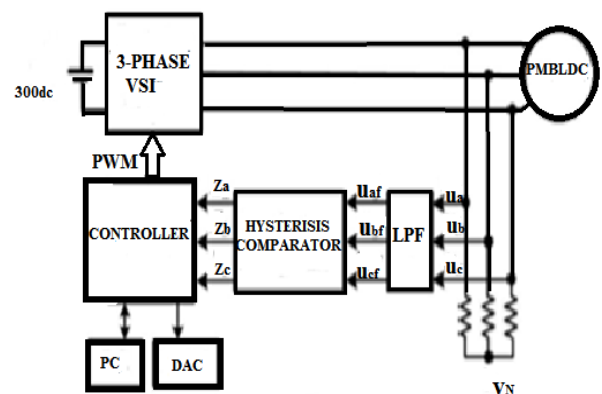 3-PHASE
VSI
PMBLDC
300dc
PWM
CONTROLLER
Za
Zb
Zc
HYSTERISIS
COMPARATOR
uaf
ubf
ucf
LPF
ua
ub
uc
PC
DAC
VN